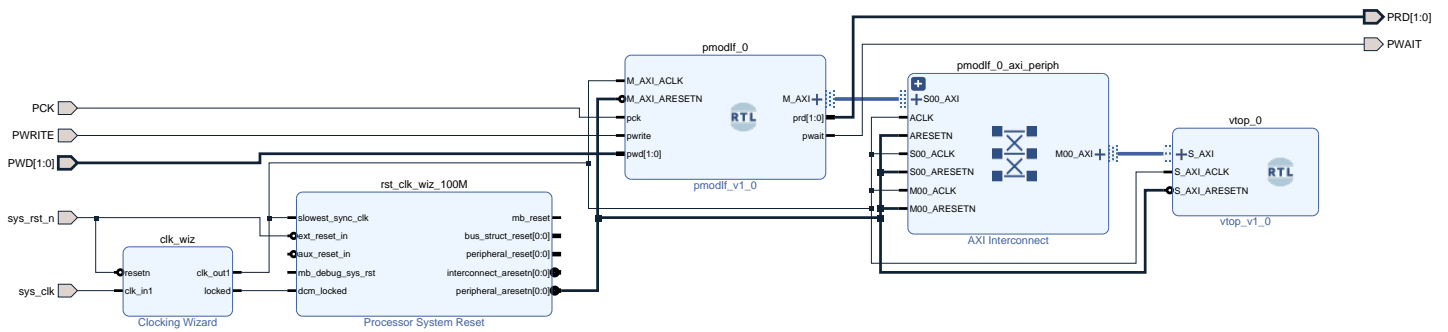 PRD[1:0]
PWAIT
pmodIf_0
M_AXI_ACLK
M_AXI_ARESETN
pck
pwrite
pwd[1:0]
M_AXI
prd[1:0]
pwait
RTL
pmodIf_v1_0
pmodIf_0_axi_periph
S00_AXI
ACLK
ARESETN
S00_ACLK
S00_ARESETN
M00_ACLK
M00_ARESETN
M00_AXI
AXI Interconnect
vtop_0
S_AXI
S_AXI_ACLK
S_AXI_ARESETN
RTL
vtop_v1_0
PCK
PWRITE
PWD[1:0]
sys_rst_n
sys_clk
clk_wiz
resetn
clk_in1
clk_out1
locked
Clocking Wizard
rst_clk_wiz_100M
slowest_sync_clk
ext_reset_in
aux_reset_in
mb_debug_sys_rst
dcm_locked
mb_reset
bus_struct_reset[0:0]
peripheral_reset[0:0]
interconnect_aresetn[0:0]
peripheral_aresetn[0:0]
Processor System Reset